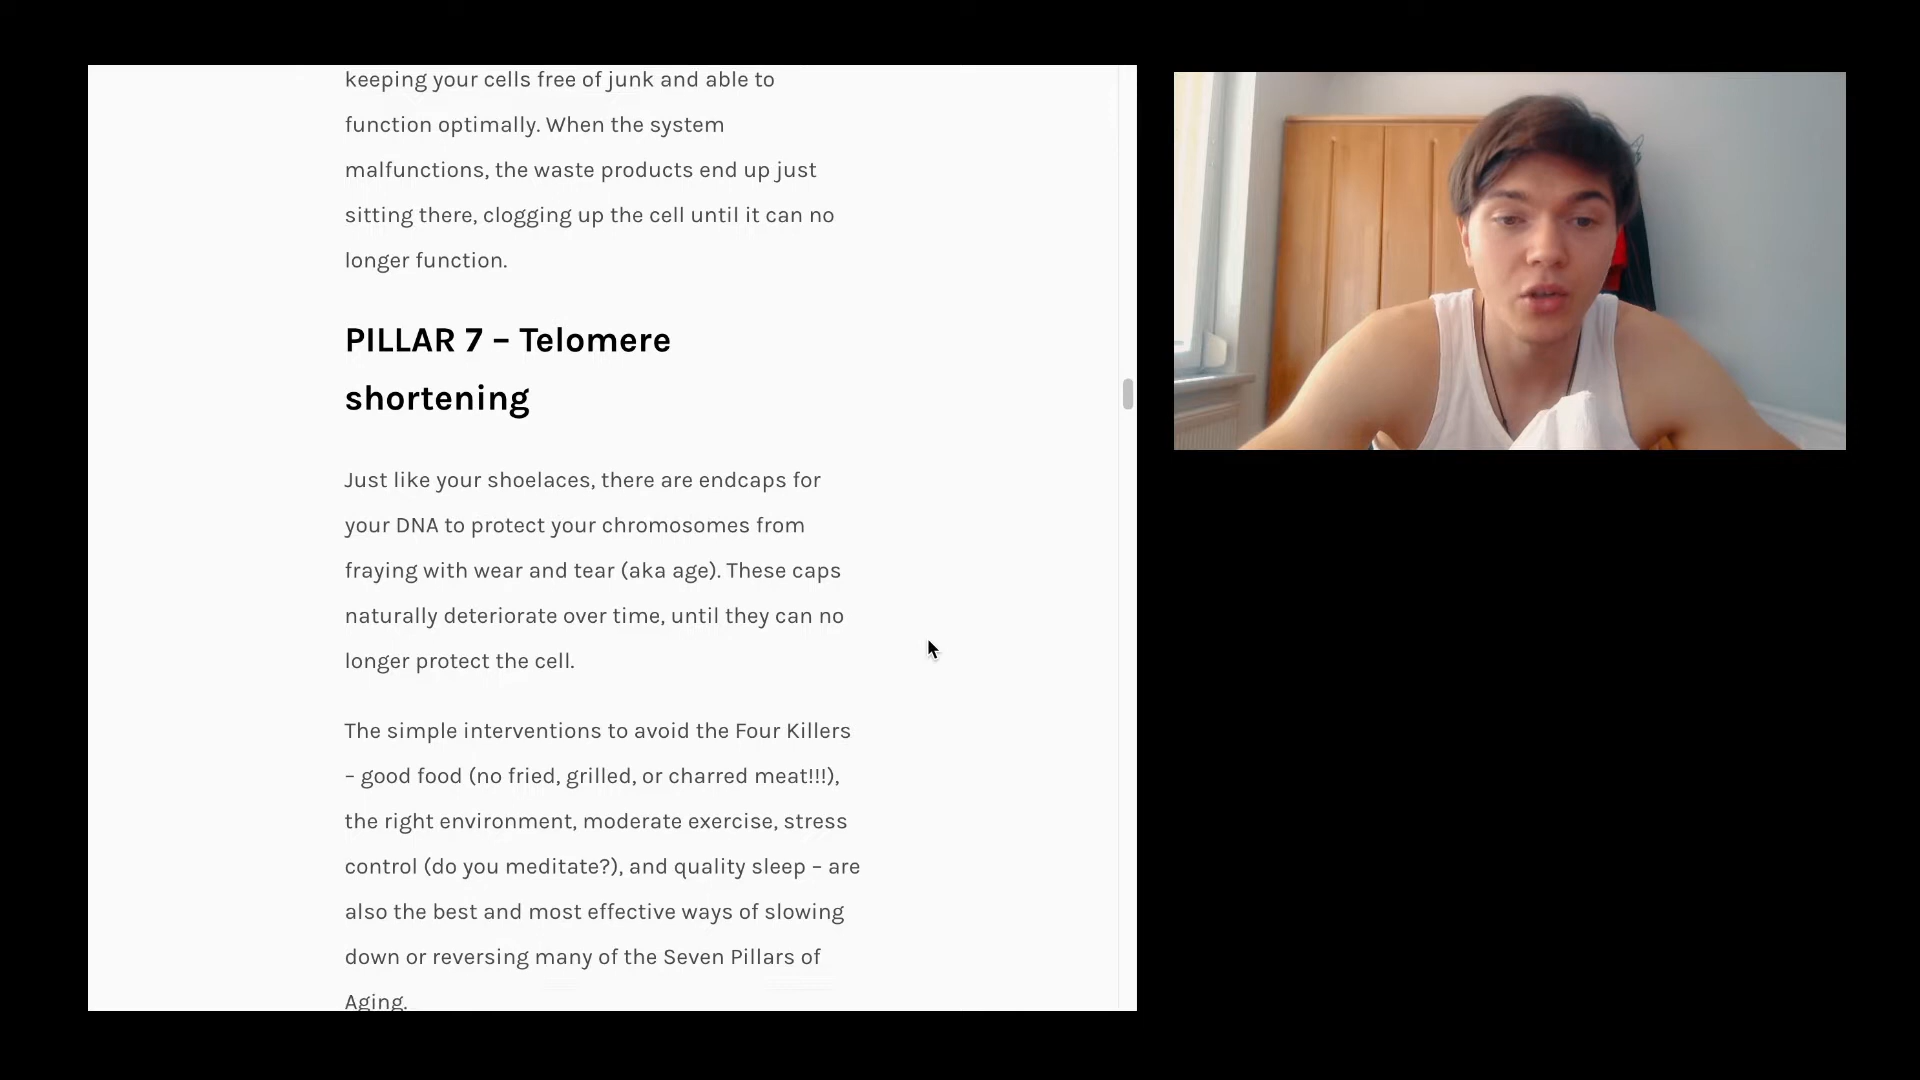 keeping your cells free of junk and able to
function optimally. When the system
malfunctions, the waste products end up just
sitting there, clogging up the cell until it can no
longer function.
PILLAR 7 – Telomere
shortening
Just like your shoelaces, there are endcaps for
your DNA to protect your chromosomes from
fraying with wear and tear (aka age). These caps
naturally deteriorate over time, until they can no
longer protect the cell.
The simple interventions to avoid the Four Killers
– good food (no fried, grilled, or charred meat!!!),
the right environment, moderate exercise, stress
control (do you meditate?), and quality sleep – are
also the best and most effective ways of slowing
down or reversing many of the Seven Pillars of
Aging.